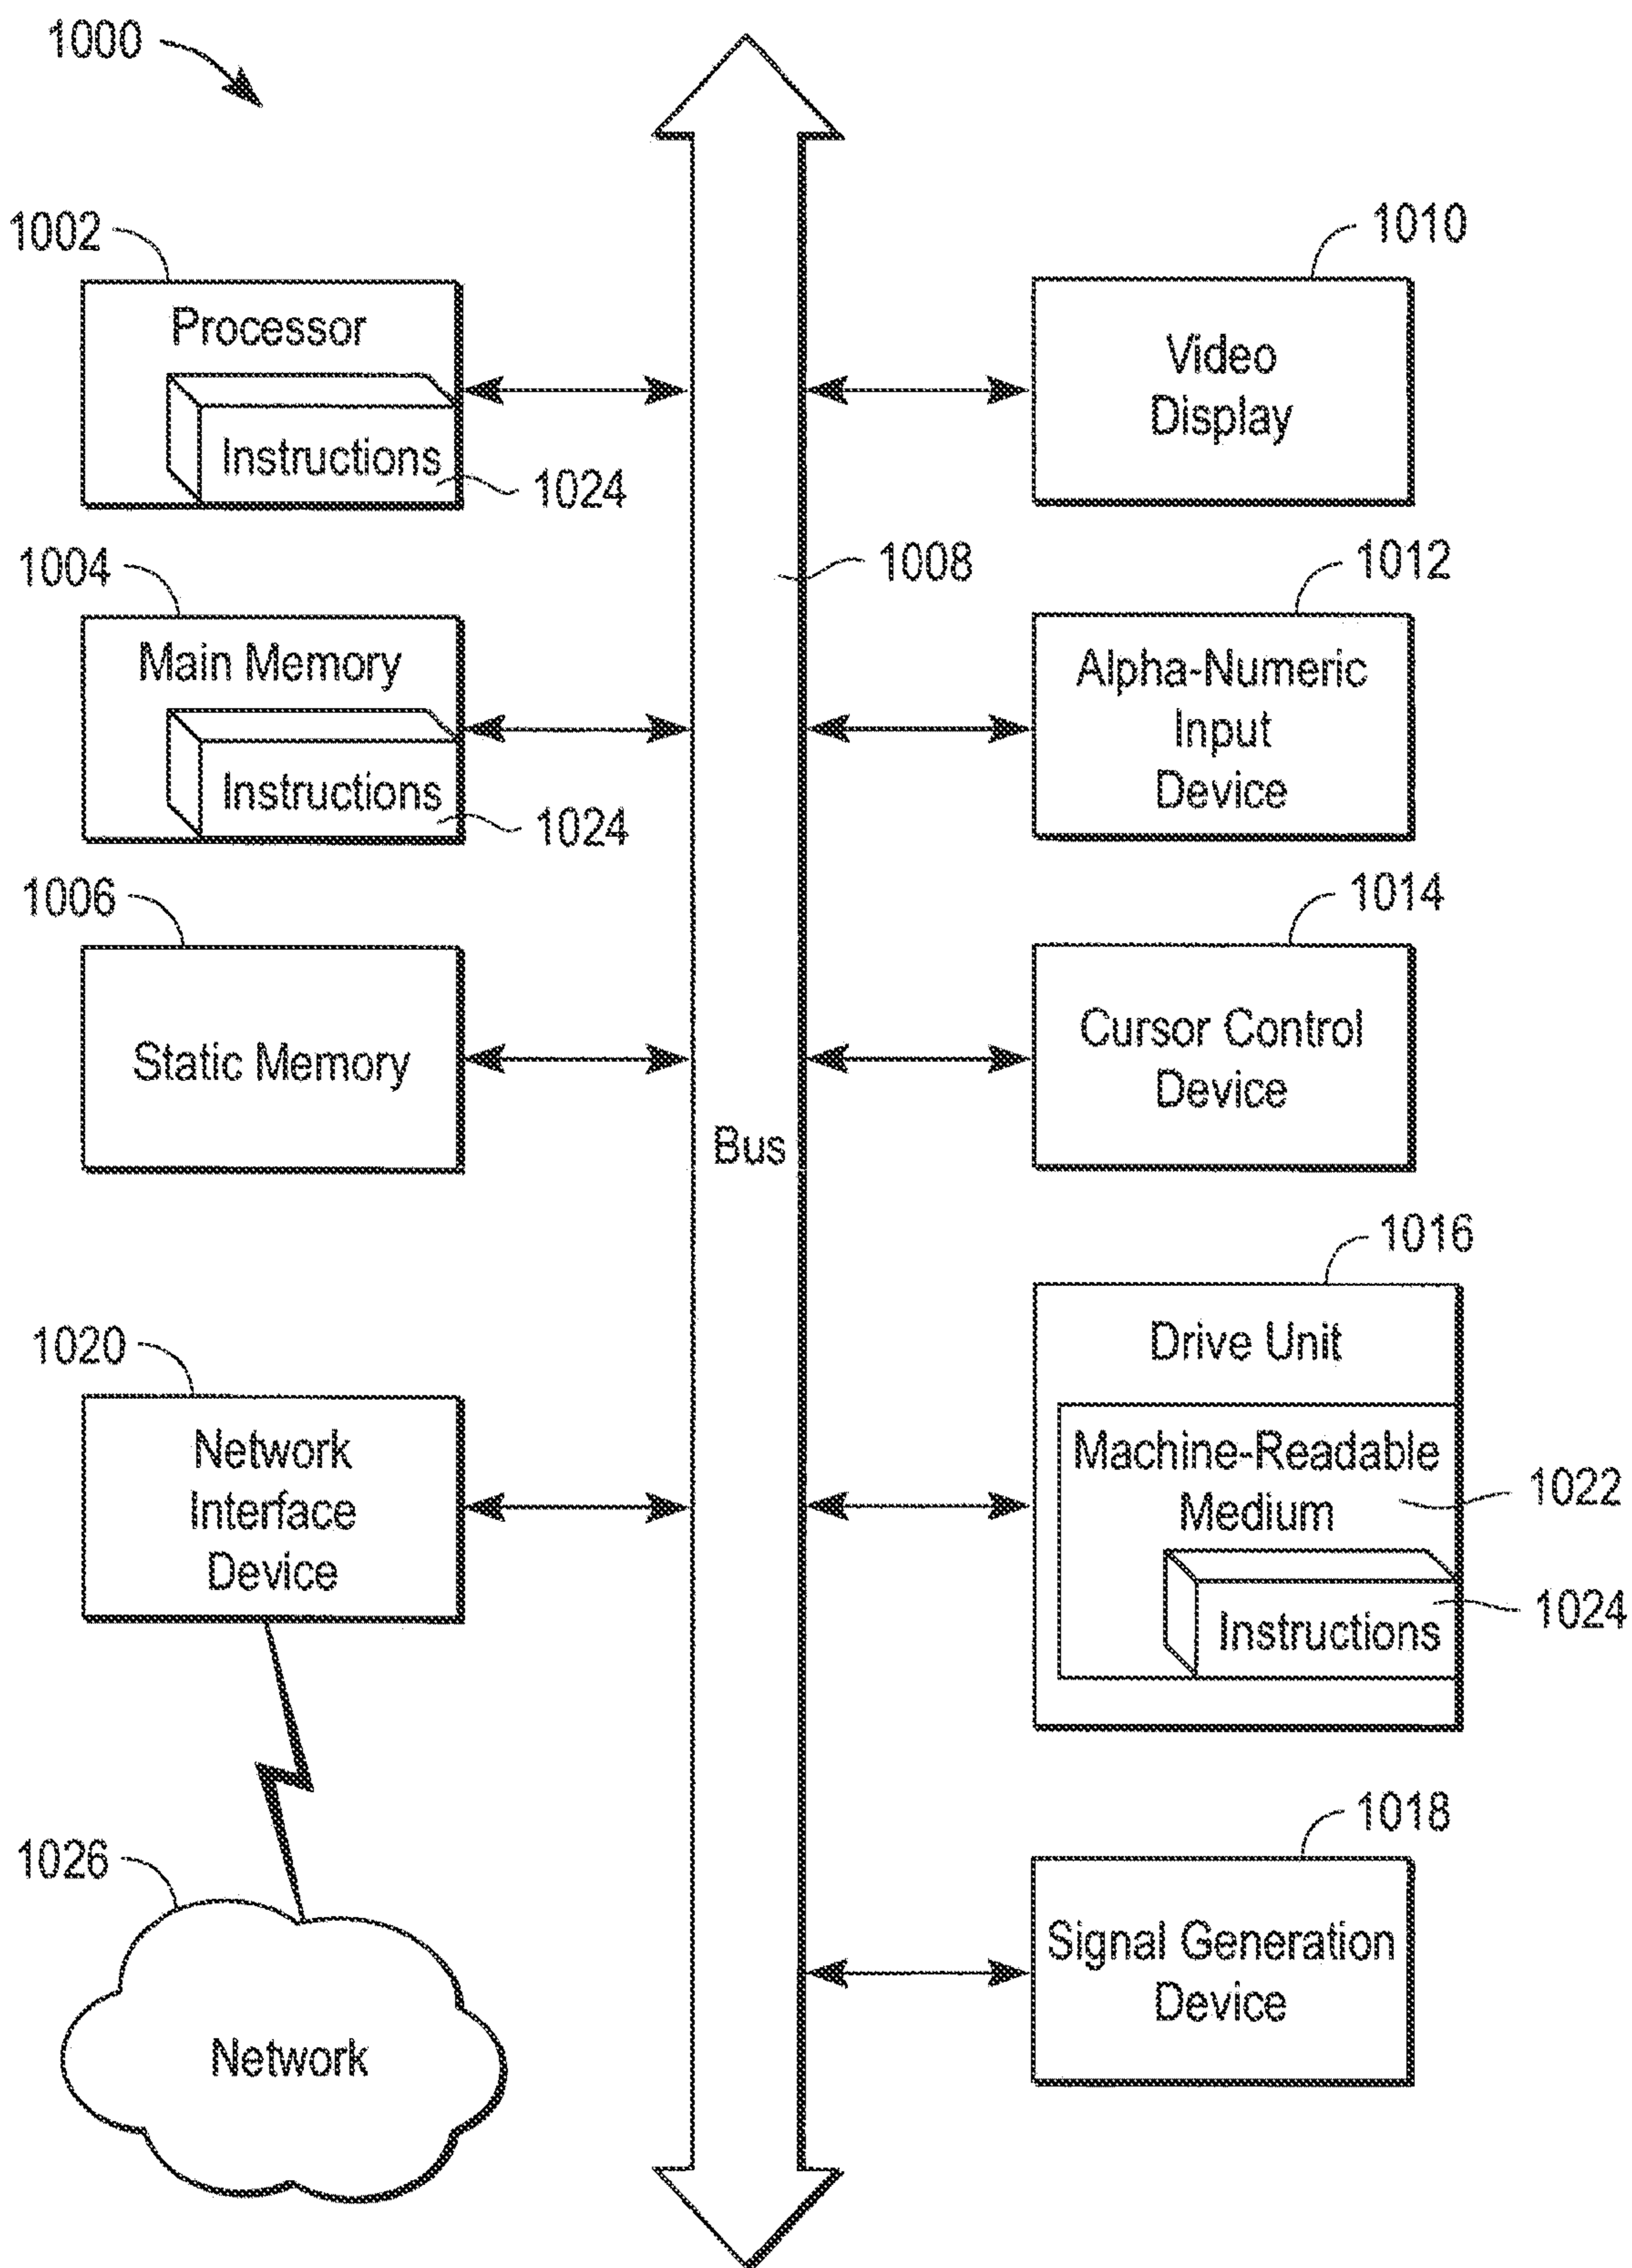 1000
1002
Processor
Instructions
1024
1004
Main Memory
Instructions
1024
1006
Static Memory
1020
Network
Interface
Device
1026
Network
1008
Bus
1010
Video
Display
1012
Alpha-Numeric
Input
Device
1014
Cursor Control
Device
1016
Drive Unit
Machine-Readable
Medium
1022
Instructions
1024
1018
Signal Generation
Device